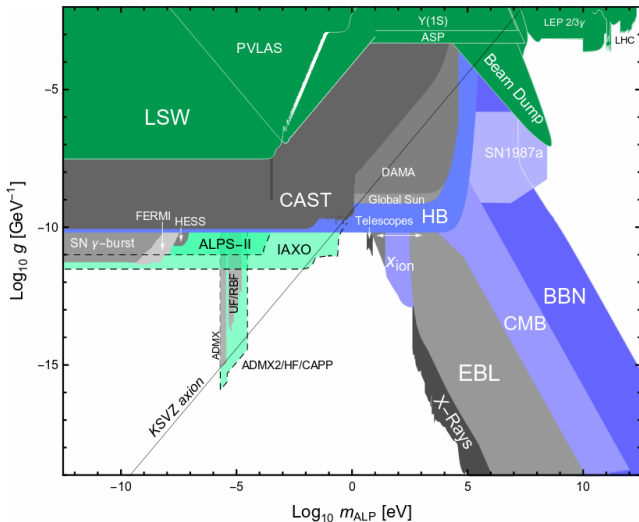 LEP 2/3γ
Υ(1S)
LHC
PVLAS
ASP
-5
Beam Dump
LSW
SN1987a
DAMA
CAST
Global Sun
FERMI
HESS
Telescopes
HB
-10
SN γ-burst
ALPS-II
IAXO
Xion
UF/RBF
BBN
CMB
ADMX
ADMX2/HF/CAPP
EBL
-15
KSVZ axion
X-Rays
Log10 g [GeV−1]
-10
-5
0
5
10
Log10 mALP [eV]